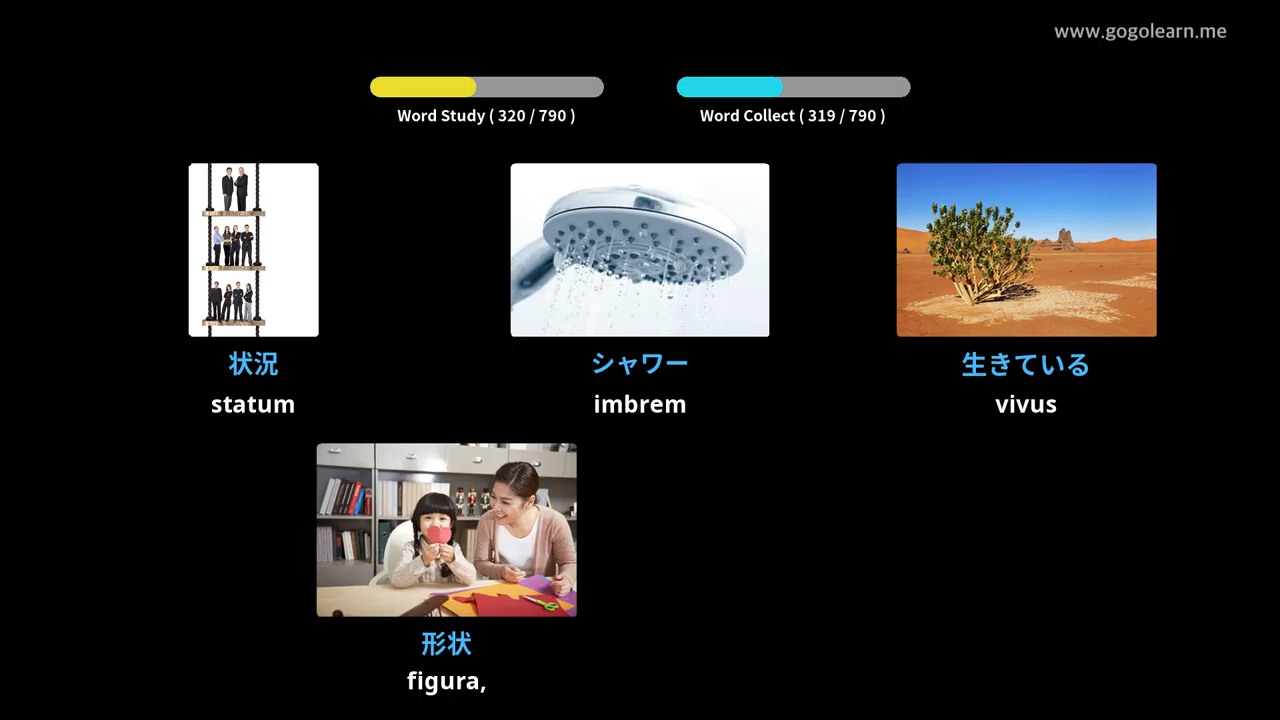 www.gogolearn.me
Word Study ( 320 / 790 )
Word Collect ( 319 / 790 )
状況
statum
シャワー
imbrem
生きている
vivus
形状
figura,